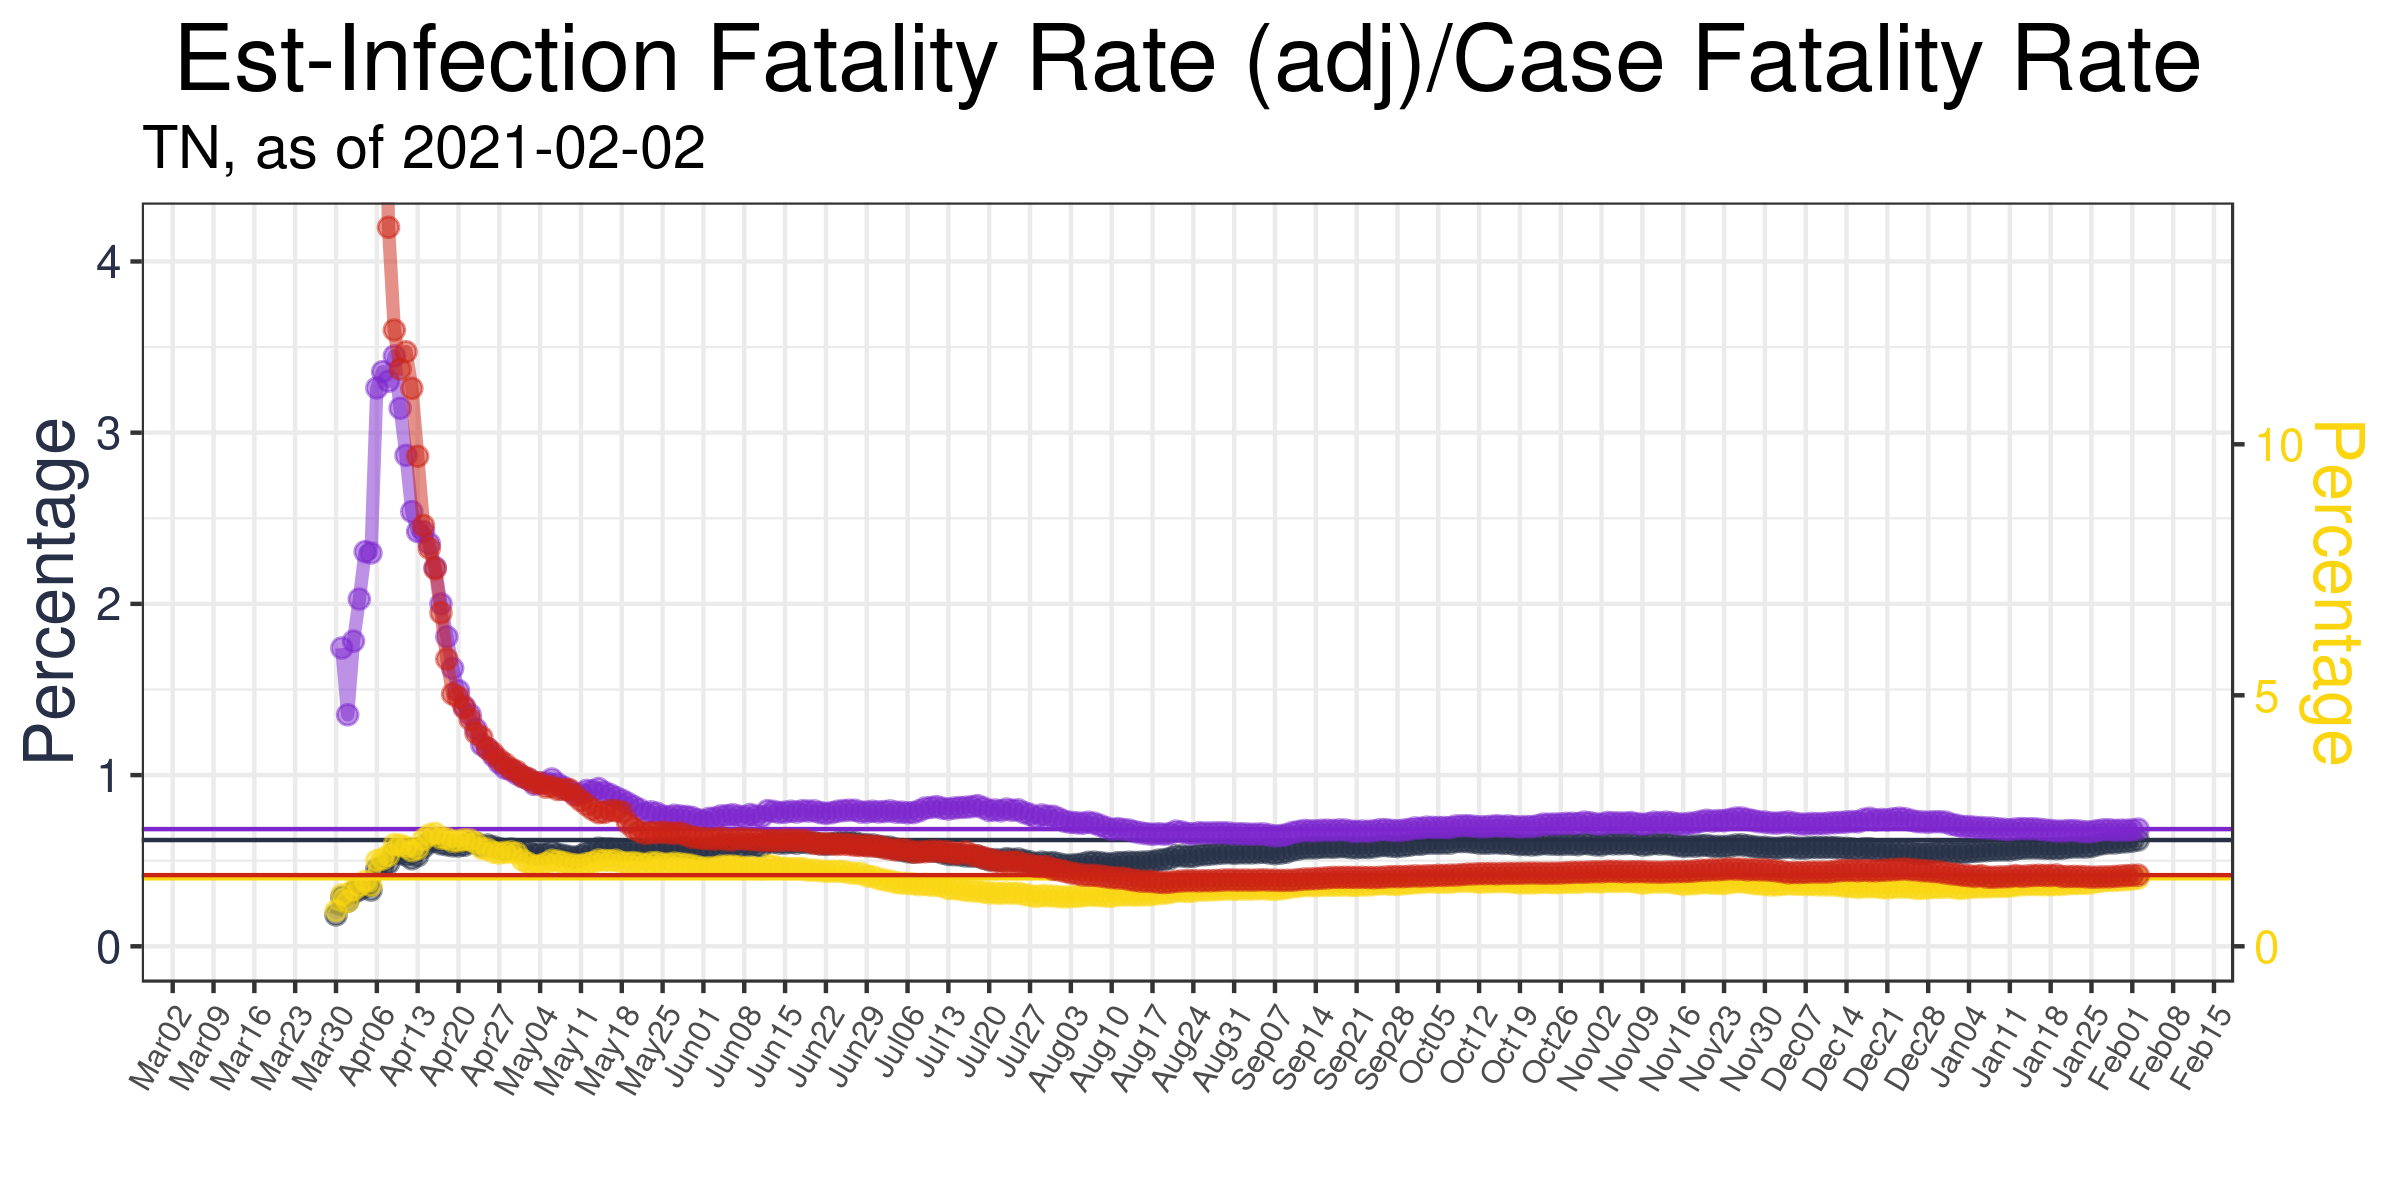 Est-Infection Fatality Rate (adj)/Case Fatality Rate
TN, as of 2021-02-02
Percentage
4
3
2
1
0
10
5
0
Percentage
Mar02
Mar09
Mar16
Mar23
Mar30
Apr06
Apr13
Apr20
Apr27
May04
May11
May18
May25
Jun01
Jun08
Jun15
Jun22
Jun29
Jul06
Jul13
Jul20
Jul27
Aug03
Aug10
Aug17
Aug24
Aug31
Sep07
Sep14
Sep21
Sep28
Oct05
Oct12
Oct19
Oct26
Nov02
Nov09
Nov16
Nov23
Nov30
Dec07
Dec14
Dec21
Dec28
Jan04
Jan11
Jan18
Jan25
Feb01
Feb08
Feb15